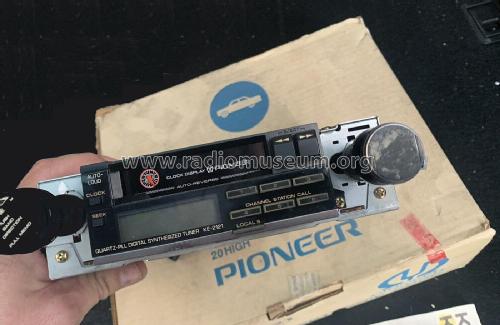 CLOCK DISPLAY PIONEER
AUTO-REVERSE
AUTO-
LOUD
CLOCK
SEEK
CHANNEL STATION CALL
LOCAL S
QUARTZ-PLL DIGITAL SYNTHESIZED TUNER KE-2121
www.radiomuseum.org
20 HIGH
PIONEER